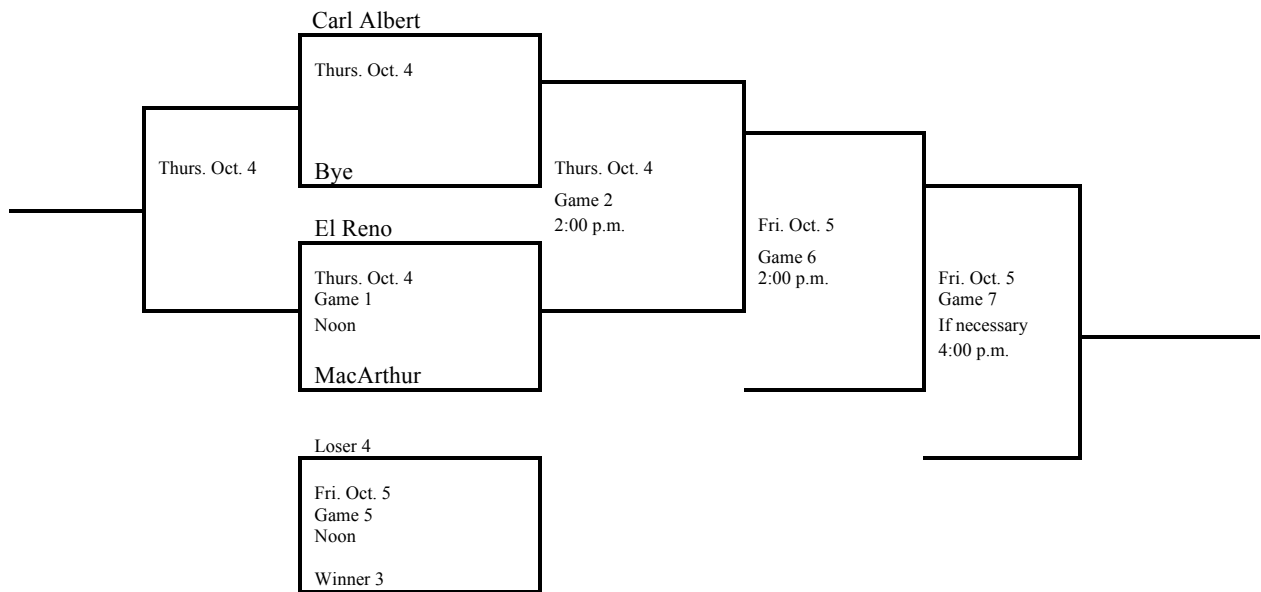 Carl Albert
Thurs. Oct. 4
Thurs. Oct. 4
Bye
Thurs. Oct. 4
Game 2
2:00 p.m.
El Reno
Thurs. Oct. 4
Game 1
Noon
MacArthur
Fri. Oct. 5
Game 6
2:00 p.m.
Fri. Oct. 5
Game 7
If necessary
4:00 p.m.
Loser 4
Fri. Oct. 5
Game 5
Noon
Winner 3